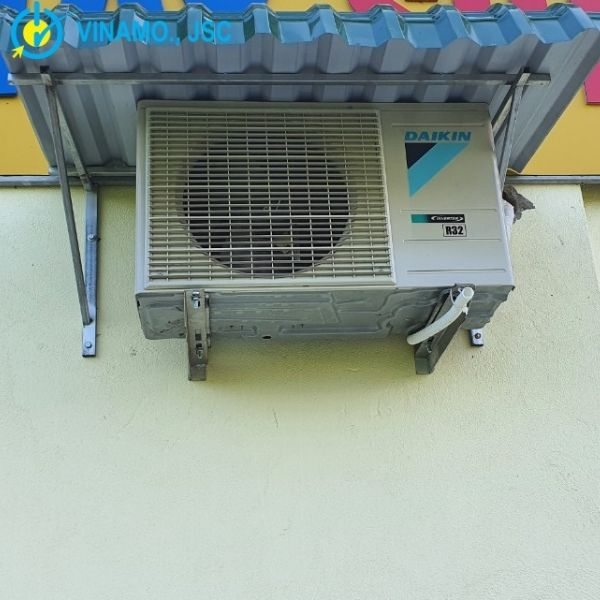 VINAMO., JSC
DAIKIN
INVERTER
R32